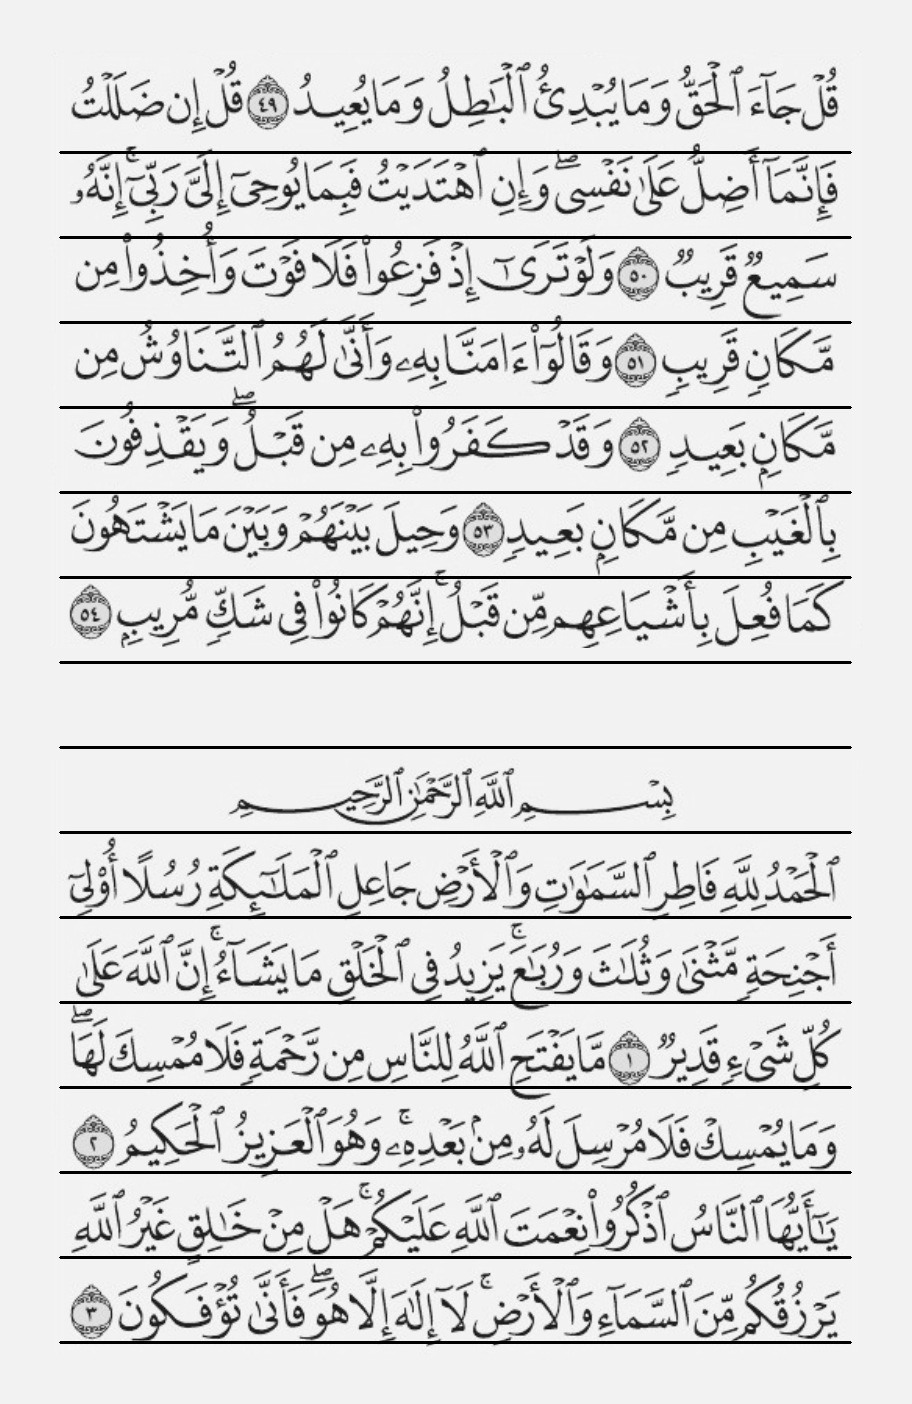 قُلۡ جَآءَ ٱلۡحَقُّ وَمَا يُبۡدِئُ ٱلۡبَٰطِلُ وَمَا يُعِيدُ ٤٩ قُلۡ إِن ضَلَلۡتُ
فَإِنَّمَآ أَضِلُّ عَلَىٰ نَفۡسِيۖ وَإِنِ ٱهۡتَدَيۡتُ فَبِمَا يُوحِيٓ إِلَيَّ رَبِّيٓۚ إِنَّهُۥ
سَمِيعٞ قَرِيبٞ ٥٠ وَلَوۡ تَرَىٰٓ إِذۡ فَزِعُواْ فَلَا فَوۡتَ وَأُخِذُواْ مِن
مَّكَانٖ قَرِيبٖ ٥١ وَقَالُوٓاْ ءَامَنَّا بِهِۦ وَأَنَّىٰ لَهُمُ ٱلتَّنَاوُشُ مِن
مَّكَانِۭ بَعِيدٖ ٥٢ وَقَدۡ كَفَرُواْ بِهِۦ مِن قَبۡلُۖ وَيَقۡذِفُونَ
بِٱلۡغَيۡبِ مِن مَّكَانِۭ بَعِيدٖ ٥٣ وَحِيلَ بَيۡنَهُمۡ وَبَيۡنَ مَا يَشۡتَهُونَ
كَمَا فُعِلَ بِأَشۡيَاعِهِم مِّن قَبۡلُۚ إِنَّهُمۡ كَانُواْ فِي شَكّٖ مُّرِيبِۭ ٥٤
بِسۡمِ ٱللَّهِ ٱلرَّحۡمَٰنِ ٱلرَّحِيمِ
ٱلۡحَمۡدُ لِلَّهِ فَاطِرِ ٱلسَّمَٰوَٰتِ وَٱلۡأَرۡضِ جَاعِلِ ٱلۡمَلَٰٓئِكَةِ رُسُلًا أُوْلِيٓ
أَجۡنِحَةٖ مَّثۡنَىٰ وَثُلَٰثَ وَرُبَٰعَۚ يَزِيدُ فِي ٱلۡخَلۡقِ مَا يَشَآءُۚ إِنَّ ٱللَّهَ عَلَىٰ
كُلِّ شَيۡءٖ قَدِيرٞ ١ مَّا يَفۡتَحِ ٱللَّهُ لِلنَّاسِ مِن رَّحۡمَةٖ فَلَا مُمۡسِكَ لَهَاۖ
وَمَا يُمۡسِكۡ فَلَا مُرۡسِلَ لَهُۥ مِنۢ بَعۡدِهِۦۚ وَهُوَ ٱلۡعَزِيزُ ٱلۡحَكِيمُ ٢
يَٰٓأَيُّهَا ٱلنَّاسُ ٱذۡكُرُواْ نِعۡمَتَ ٱللَّهِ عَلَيۡكُمۡۚ هَلۡ مِنۡ خَٰلِقٍ غَيۡرُ ٱللَّهِ
يَرۡزُقُكُم مِّنَ ٱلسَّمَآءِ وَٱلۡأَرۡضِۚ لَآ إِلَٰهَ إِلَّا هُوَۖ فَأَنَّىٰ تُؤۡفَكُونَ ٣